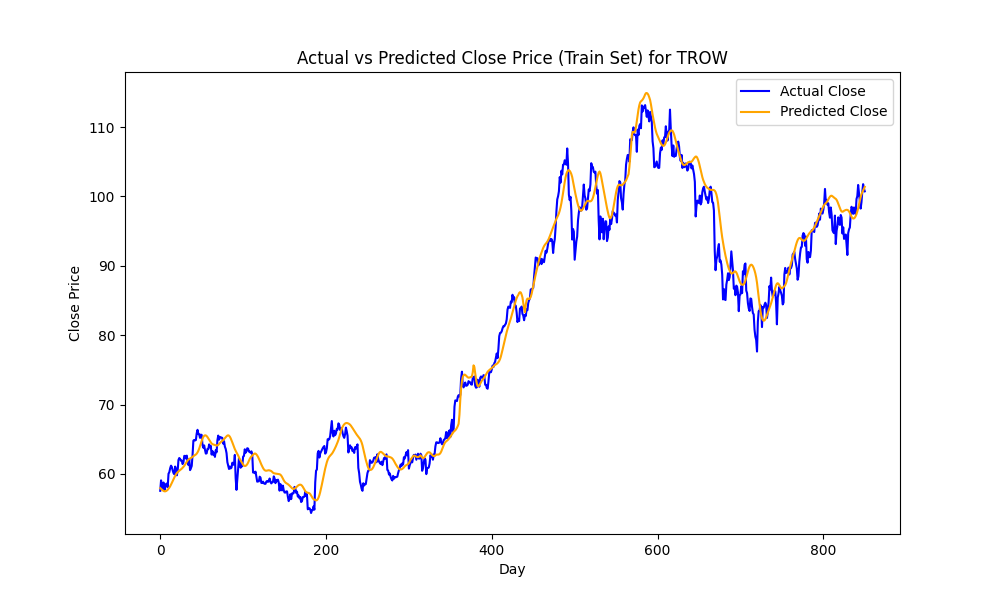 Actual vs Predicted Close Price (Train Set) for TROW
Actual Close
Predicted Close
Close Price
110
100
90
80
70
60
0 200 400 600 800
Day